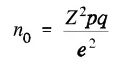 n₀ = Z²pq / e²